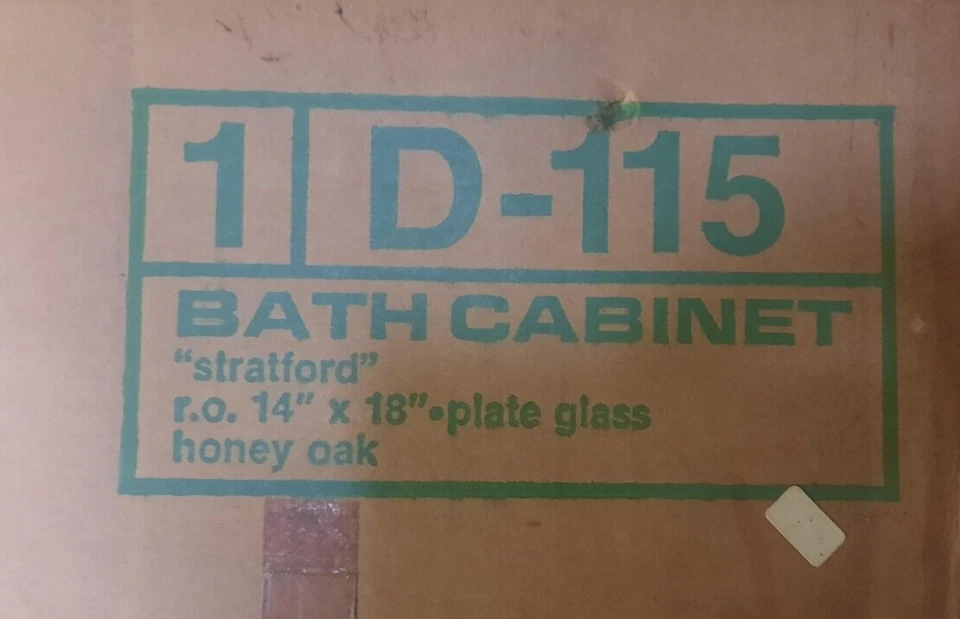 1 D-115
BATH CABINET
“stratford”
r.o. 14" x 18"•plate glass
honey oak